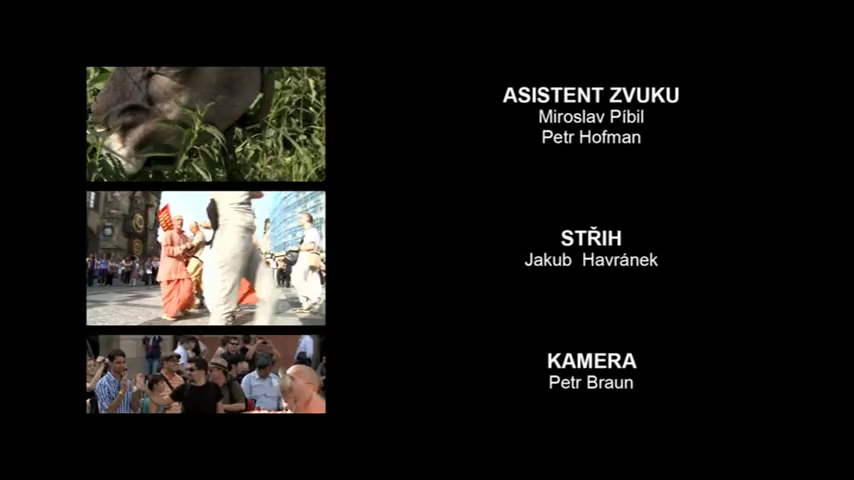 ASISTENT ZVUKU
Miroslav Píbil
Petr Hofman
STŘIH
Jakub Havránek
KAMERA
Petr Braun